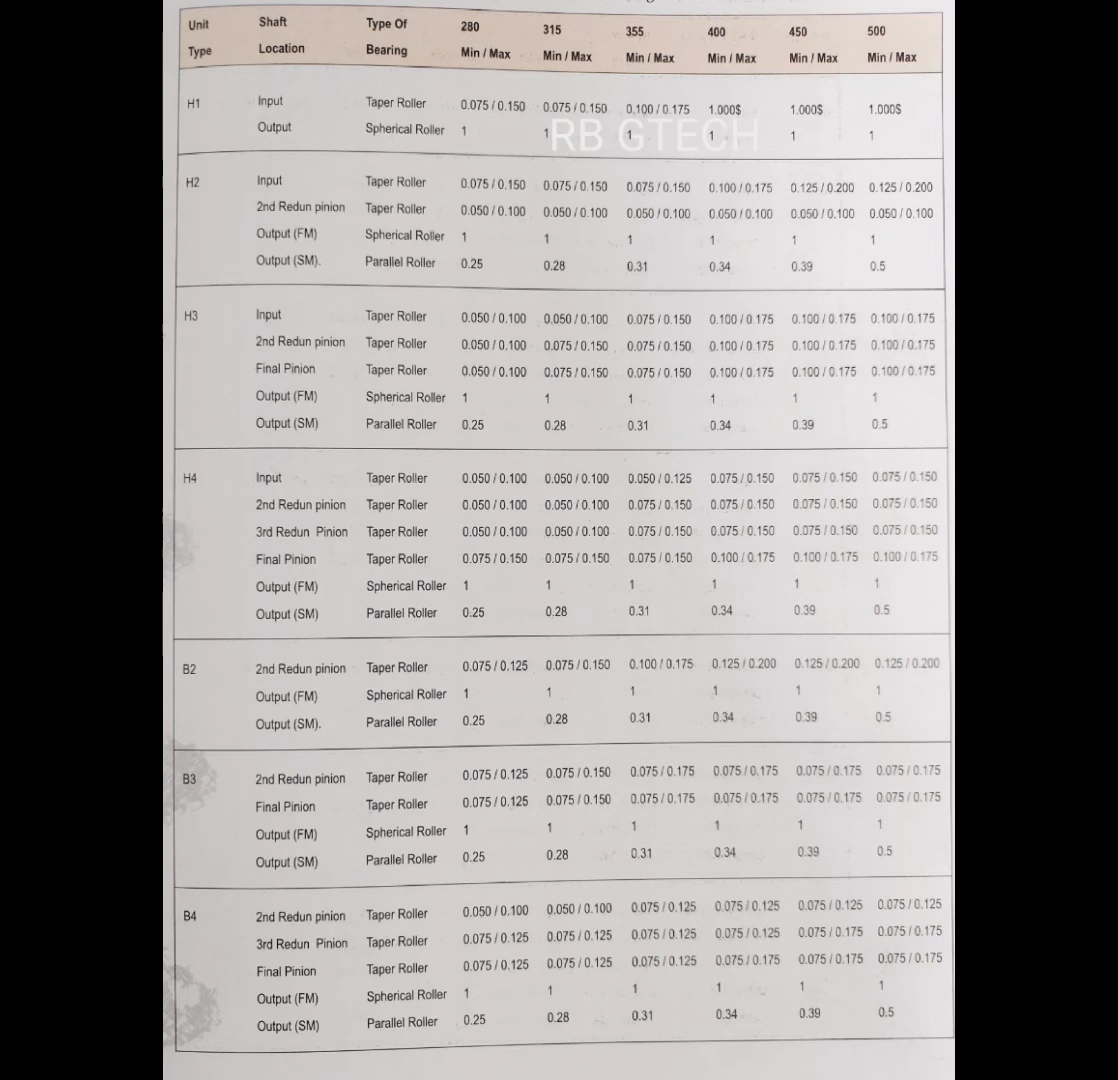 Unit Shaft Type Of 280 315 355 400 450 500
Type Location Bearing Min / Max Min / Max Min / Max Min / Max Min / Max Min / Max
H1 Input Taper Roller 0.075 / 0.150 0.075 / 0.150 0.100 / 0.175 1.000$ 1.000$ 1.000$
Output Spherical Roller 1 1 1 1 1 1
RB GTECH
H2 Input Taper Roller 0.075 / 0.150 0.075 / 0.150 0.075 / 0.150 0.100 / 0.175 0.125 / 0.200 0.125 / 0.200
2nd Redun pinion Taper Roller 0.050 / 0.100 0.050 / 0.100 0.050 / 0.100 0.050 / 0.100 0.050 / 0.100 0.050 / 0.100
Output (FM) Spherical Roller 1 1 1 1 1 1
Output (SM). Parallel Roller 0.25 0.28 0.31 0.34 0.39 0.5
H3 Input Taper Roller 0.050 / 0.100 0.050 / 0.100 0.075 / 0.150 0.100 / 0.175 0.100 / 0.175 0.100 / 0.175
2nd Redun pinion Taper Roller 0.050 / 0.100 0.075 / 0.150 0.075 / 0.150 0.100 / 0.175 0.100 / 0.175 0.100 / 0.175
Final Pinion Taper Roller 0.050 / 0.100 0.075 / 0.150 0.075 / 0.150 0.100 / 0.175 0.100 / 0.175 0.100 / 0.175
Output (FM) Spherical Roller 1 1 1 1 1 1
Output (SM) Parallel Roller 0.25 0.28 0.31 0.34 0.39 0.5
H4 Input Taper Roller 0.050 / 0.100 0.050 / 0.100 0.050 / 0.125 0.075 / 0.150 0.075 / 0.150 0.075 / 0.150
2nd Redun pinion Taper Roller 0.050 / 0.100 0.050 / 0.100 0.075 / 0.150 0.075 / 0.150 0.075 / 0.150 0.075 / 0.150
3rd Redun Pinion Taper Roller 0.050 / 0.100 0.050 / 0.100 0.075 / 0.150 0.075 / 0.150 0.075 / 0.150 0.075 / 0.150
Final Pinion Taper Roller 0.075 / 0.150 0.075 / 0.150 0.075 / 0.150 0.100 / 0.175 0.100 / 0.175 0.100 / 0.175
Output (FM) Spherical Roller 1 1 1 1 1 1
Output (SM) Parallel Roller 0.25 0.28 0.31 0.34 0.39 0.5
B2 2nd Redun pinion Taper Roller 0.075 / 0.125 0.075 / 0.150 0.100 / 0.175 0.125 / 0.200 0.125 / 0.200 0.125 / 0.200
Output (FM) Spherical Roller 1 1 1 1 1 1
Output (SM). Parallel Roller 0.25 0.28 0.31 0.34 0.39 0.5
B3 2nd Redun pinion Taper Roller 0.075 / 0.125 0.075 / 0.150 0.075 / 0.175 0.075 / 0.175 0.075 / 0.175 0.075 / 0.175
Final Pinion Taper Roller 0.075 / 0.125 0.075 / 0.150 0.075 / 0.175 0.075 / 0.175 0.075 / 0.175 0.075 / 0.175
Output (FM) Spherical Roller 1 1 1 1 1 1
Output (SM) Parallel Roller 0.25 0.28 0.31 0.34 0.39 0.5
B4 2nd Redun pinion Taper Roller 0.050 / 0.100 0.050 / 0.100 0.075 / 0.125 0.075 / 0.125 0.075 / 0.125 0.075 / 0.125
3rd Redun Pinion Taper Roller 0.075 / 0.125 0.075 / 0.125 0.075 / 0.125 0.075 / 0.125 0.075 / 0.175 0.075 / 0.175
Final Pinion Taper Roller 0.075 / 0.125 0.075 / 0.125 0.075 / 0.125 0.075 / 0.175 0.075 / 0.175 0.075 / 0.175
Output (FM) Spherical Roller 1 1 1 1 1 1
Output (SM) Parallel Roller 0.25 0.28 0.31 0.34 0.39 0.5